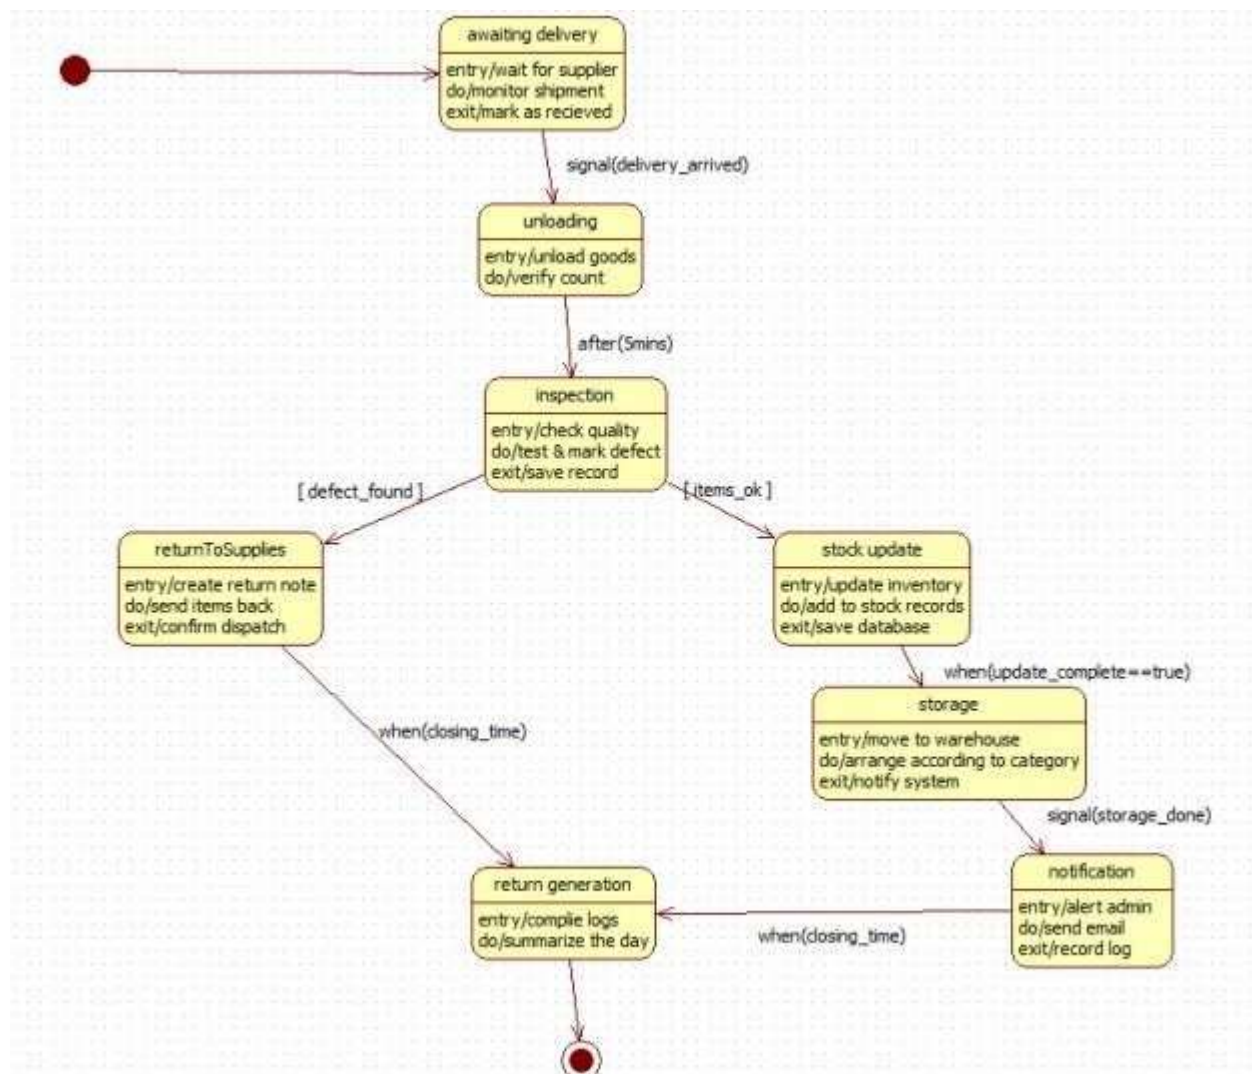 awaiting delivery
entry/wait for supplier
do/monitor shipment
exit/mark as recieved
signal(delivery_arrived)
unloading
entry/unload goods
do/verify count
after(5mins)
inspection
entry/check quality
do/test & mark defect
exit/save record
[ defect_found ]
[ items_ok ]
returnToSupplies
entry/create return note
do/send items back
exit/confirm dispatch
stock update
entry/update inventory
do/add to stock records
exit/save database
when(update_complete==true)
storage
entry/move to warehouse
do/arrange according to category
exit/notify system
when(closing_time)
signal(storage_done)
notification
entry/alert admin
do/send email
exit/record log
return generation
entry/complie logs
do/summarize the day
when(closing_time)